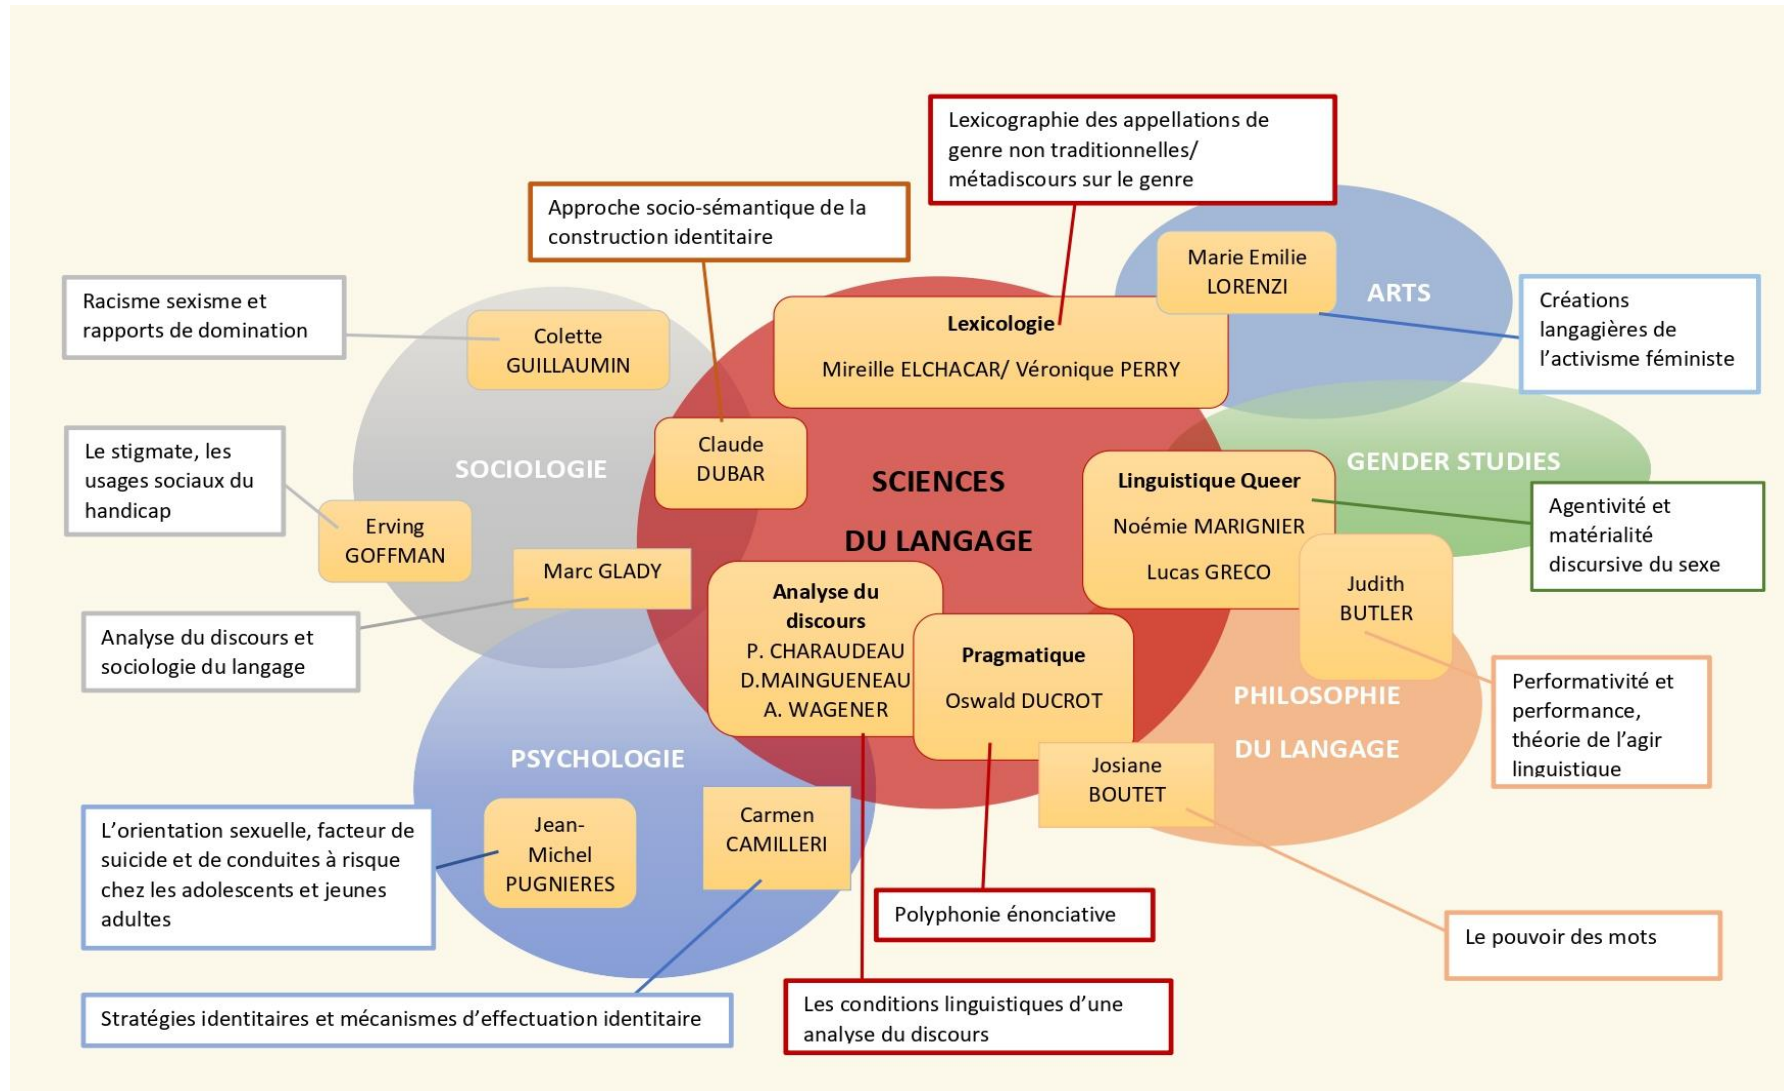 Lexicographie des appellations de
genre non traditionnelles/
métadiscours sur le genre
Approche socio-sémantique de la
construction identitaire
Marie Emilie
LORENZI
ARTS
Créations
langagières de
l’activisme féministe
Racisme sexisme et
rapports de domination
Colette
GUILLAUMIN
Lexicologie
Mireille ELCHACAR/ Véronique PERRY
Le stigmate, les
usages sociaux du
handicap
SOCIOLOGIE
Claude
DUBAR
SCIENCES
DU LANGAGE
GENDER STUDIES
Linguistique Queer
Noémie MARIGNIER
Lucas GRECO
Agentivité et
matérialité
discursive du sexe
Erving
GOFFMAN
Marc GLADY
Judith
BUTLER
Analyse du discours et
sociologie du langage
Analyse du
discours
P. CHARAUDEAU
D.MAINGUENEAU
A. WAGENER
Pragmatique
Oswald DUCROT
PHILOSOPHIE
DU LANGAGE
Performativité et
performance,
théorie de l’agir
linguistique
PSYCHOLOGIE
Josiane
BOUTET
L’orientation sexuelle, facteur de
suicide et de conduites à risque
chez les adolescents et jeunes
adultes
Jean-
Michel
PUGNIERES
Carmen
CAMILLERI
Polyphonie énonciative
Le pouvoir des mots
Stratégies identitaires et mécanismes d’effectuation identitaire
Les conditions linguistiques d’une
analyse du discours